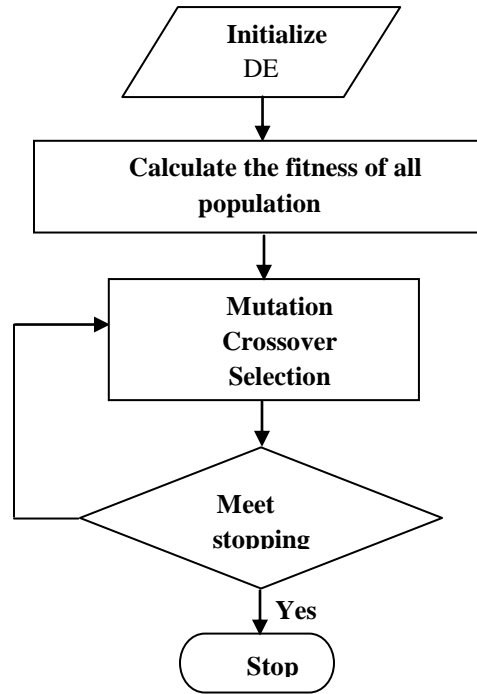 Initialize
DE
Calculate the fitness of all
population
Mutation
Crossover
Selection
Meet
stopping
Yes
Stop